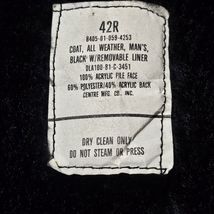 42R
8405-01-059-4253
COAT, ALL WEATHER, MAN'S,
BLACK W/REMOVABLE LINER
DLA100-81-C-3451
100% ACRYLIC PILE FACE
60% POLYESTER/40% ACRYLIC BACK
CENTRE MFG. CO., INC.
DRY CLEAN ONLY
DO NOT STEAM OR PRESS